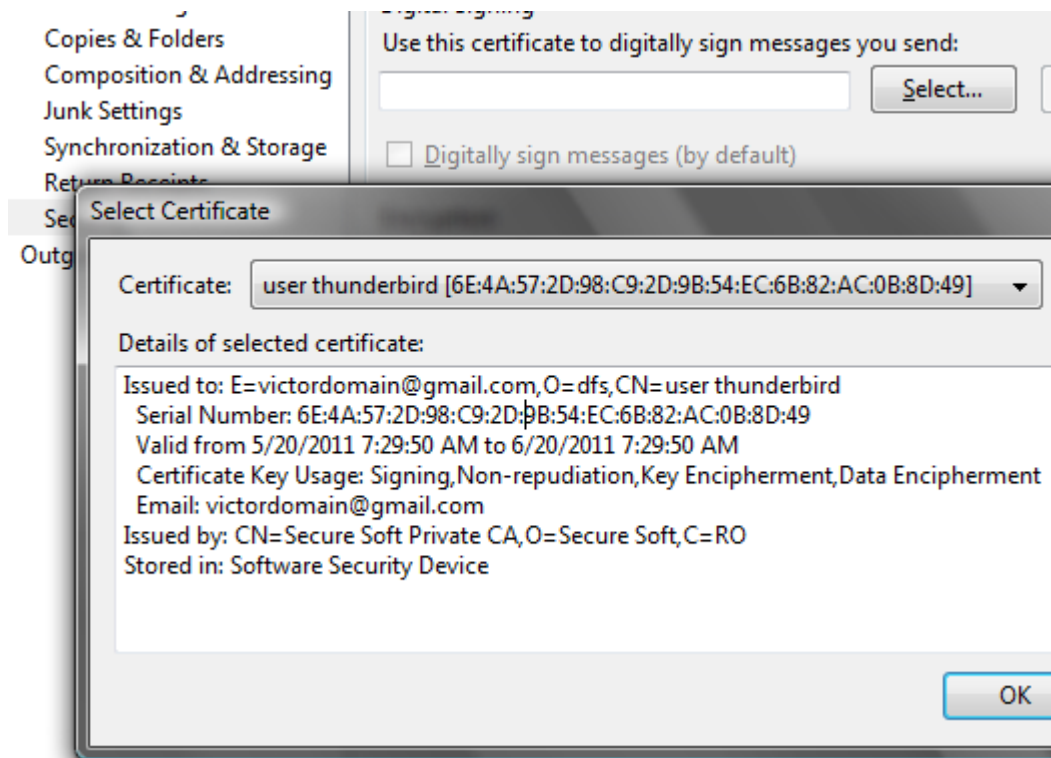 Copies & Folders
Composition & Addressing
Junk Settings
Synchronization & Storage
Return Receipts
Sec
Outg
Use this certificate to digitally sign messages you send:
Select...
Digitally sign messages (by default)
Select Certificate
Certificate:
user thunderbird [6E:4A:57:2D:98:C9:2D:9B:54:EC:6B:82:AC:0B:8D:49]
Details of selected certificate:
Issued to: E=victordomain@gmail.com,O=dfs,CN=user thunderbird
Serial Number: 6E:4A:57:2D:98:C9:2D:9B:54:EC:6B:82:AC:0B:8D:49
Valid from 5/20/2011 7:29:50 AM to 6/20/2011 7:29:50 AM
Certificate Key Usage: Signing,Non-repudiation,Key Encipherment,Data Encipherment
Email: victordomain@gmail.com
Issued by: CN=Secure Soft Private CA,O=Secure Soft,C=RO
Stored in: Software Security Device
OK